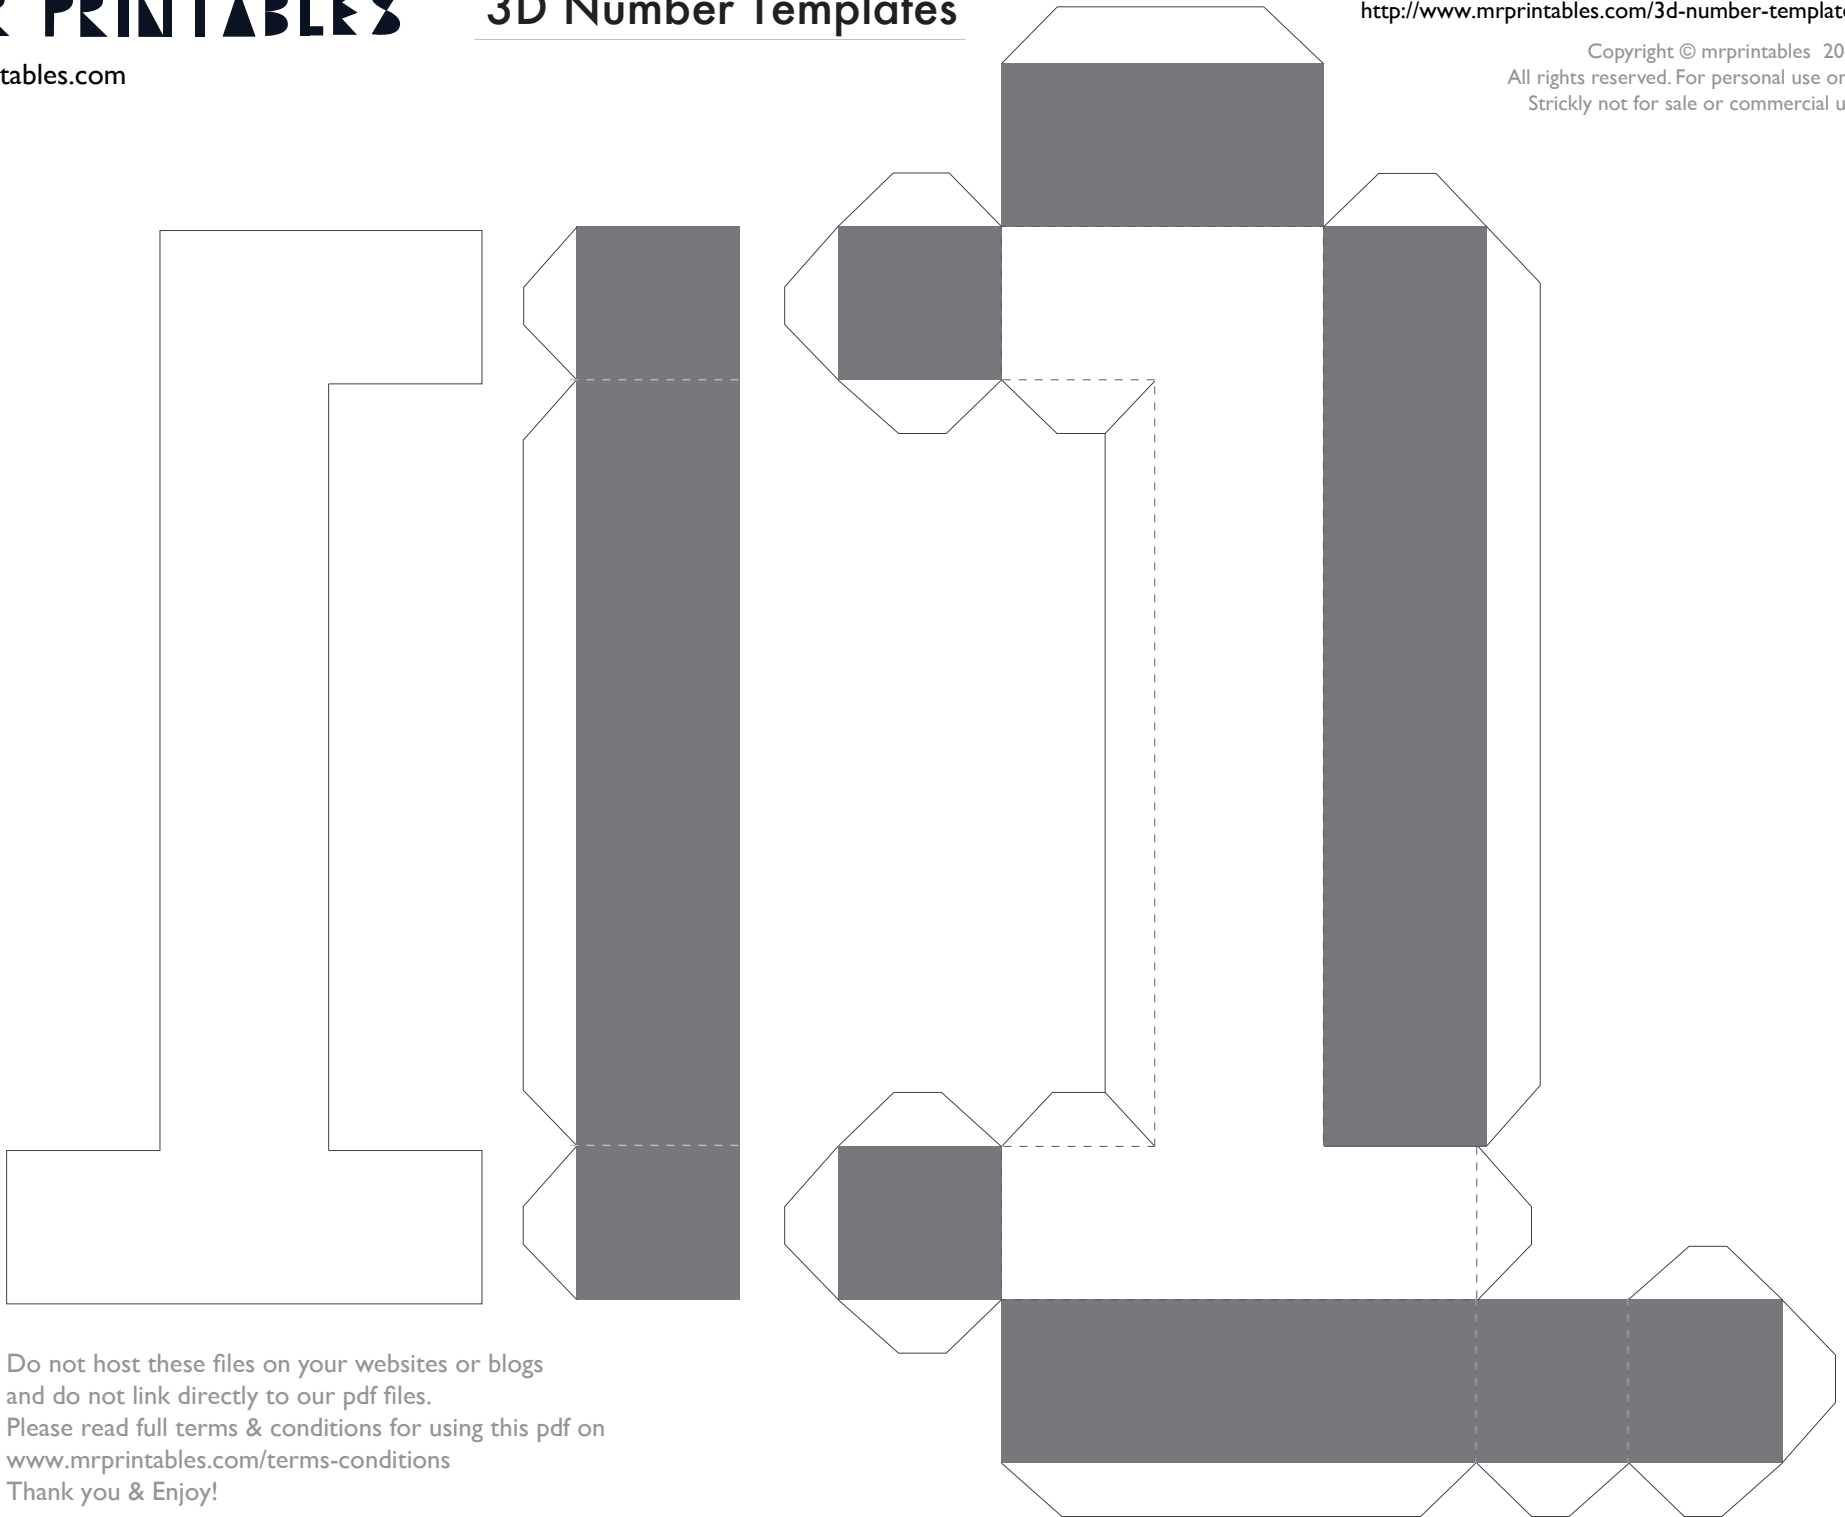 PRINTABLES
3D Number Templates
http://www.mrprintables.com/3d-number-templat
tables.com
Copyright © mrprintables 20
All rights reserved. For personal use or
Strickly not for sale or commercial u
Do not host these files on your websites or blogs
and do not link directly to our pdf files.
Please read full terms & conditions for using this pdf on
www.mrprintables.com/terms-conditions
Thank you & Enjoy!